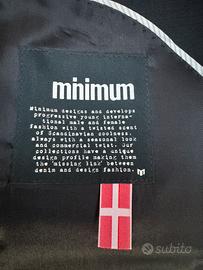 minimum
Minimum designs and develops
progressive young inter-
national male and female
fashion with a twisted scent
of Scandinavian coolness,
always with a seasonal look
and commercial twist. Our
collections have a unique
design profile making them
the 'missing link' between
denim and design fashion.
subito